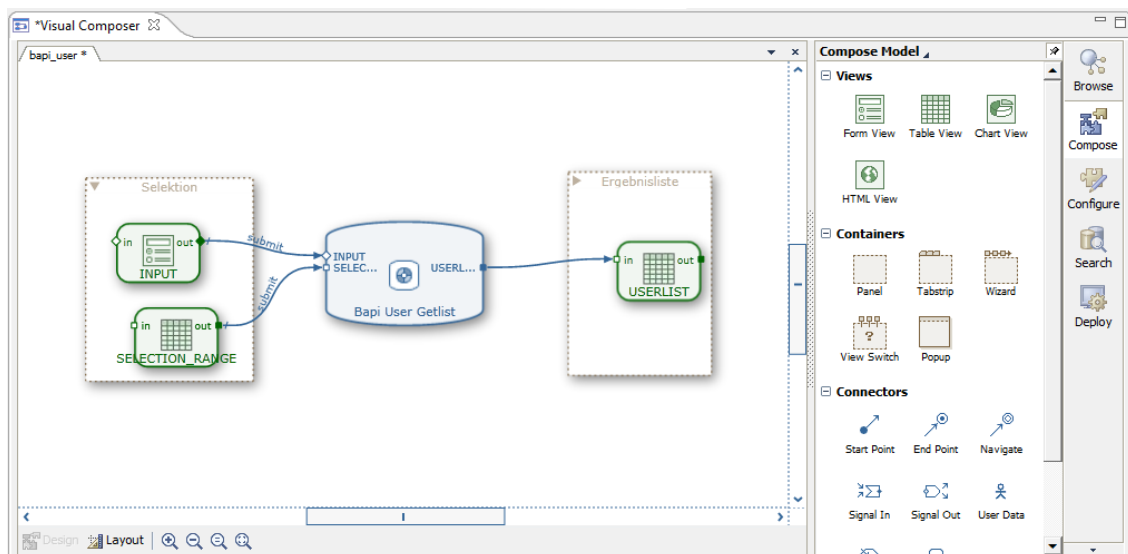 *Visual Composer
bapi_user *
Selektion
in
out
INPUT
submit
in
out
SELECTION_RANGE
submit
INPUT
SELEC...
USERL...
Bapi User Getlist
Ergebnisliste
in
out
USERLIST
Design
Layout
Compose Model
Views
Form View
Table View
Chart View
HTML View
Containers
Panel
Tabstrip
Wizard
?
View Switch
Popup
Connectors
Start Point
End Point
Navigate
Signal In
Signal Out
User Data
Browse
Compose
Configure
Search
Deploy